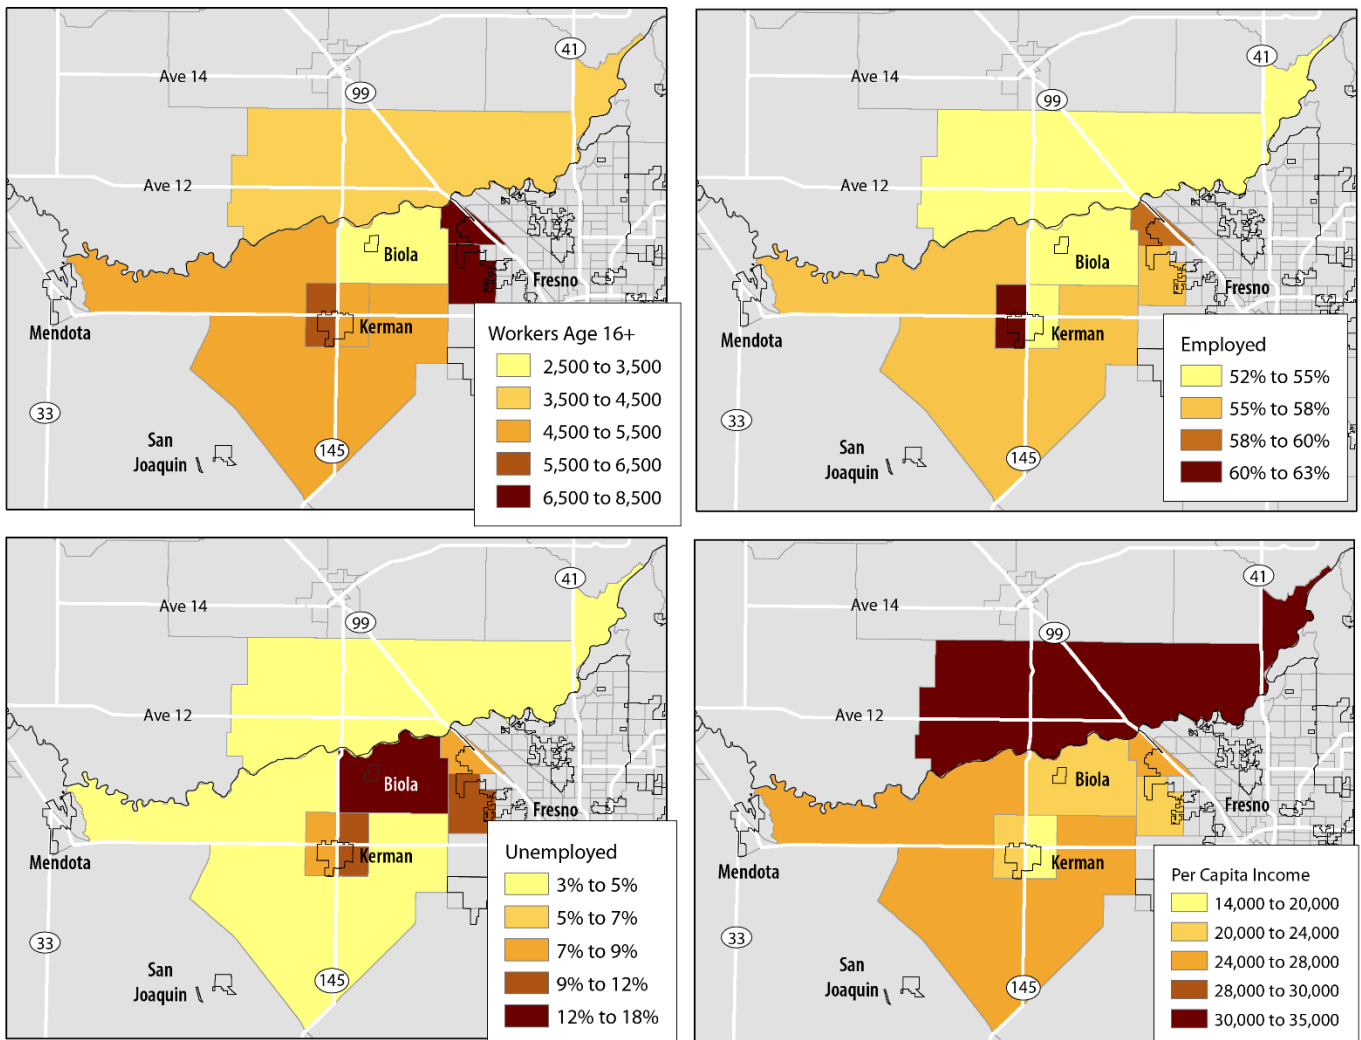 41
Ave 14
99
Ave 12
Biola
Fresno
Mendota
Kerman
33
San
Joaquin
145
Workers Age 16+
2,500 to 3,500
3,500 to 4,500
4,500 to 5,500
5,500 to 6,500
6,500 to 8,500
41
Ave 14
99
Ave 12
Biola
Fresno
Mendota
Kerman
33
San
Joaquin
145
Employed
52% to 55%
55% to 58%
58% to 60%
60% to 63%
41
Ave 14
99
Ave 12
Biola
Fresno
Mendota
Kerman
33
San
Joaquin
145
Unemployed
3% to 5%
5% to 7%
7% to 9%
9% to 12%
12% to 18%
41
Ave 14
99
Ave 12
Biola
Fresno
Mendota
Kerman
33
San
Joaquin
145
Per Capita Income
14,000 to 20,000
20,000 to 24,000
24,000 to 28,000
28,000 to 30,000
30,000 to 35,000